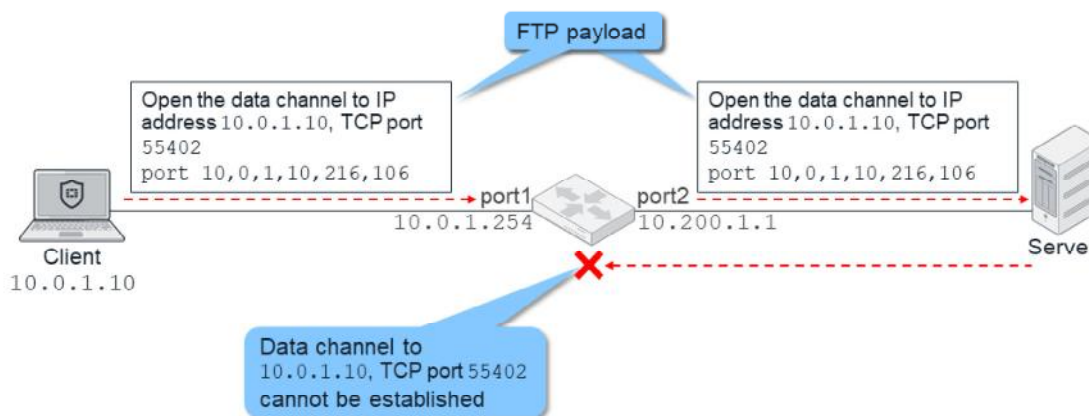 FTP payload
Open the data channel to IP
address 10.0.1.10, TCP port
55402
port 10,0,1,10,216,106
Open the data channel to IP
address 10.0.1.10, TCP port
55402
port 10,0,1,10,216,106
port1
port2
10.0.1.254
10.200.1.1
Client
10.0.1.10
Serve
Data channel to
10.0.1.10, TCP port 55402
cannot be established